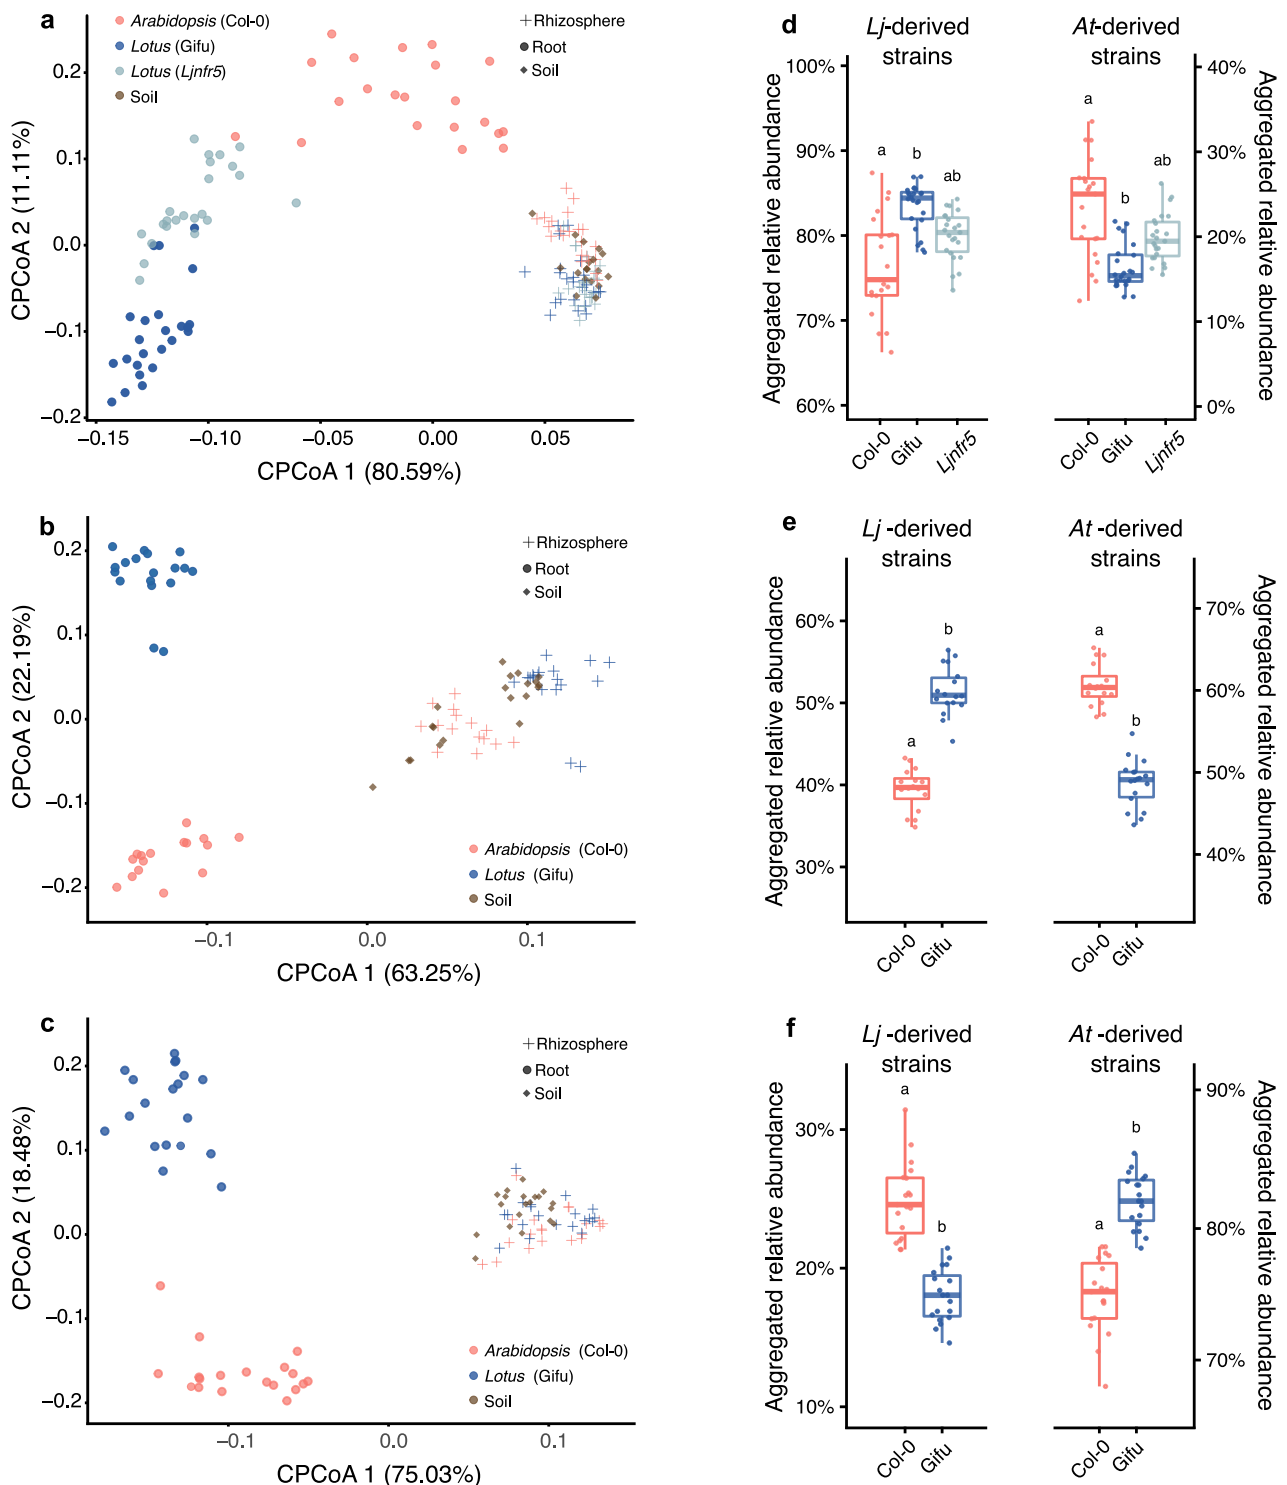 a
Arabidopsis (Col-0)
Lotus (Gifu)
Lotus (Ljnfr5)
Soil
Rhizosphere
Root
Soil
0.2
0.1
0.0
−0.1
−0.2
CPCoA 2 (11.11%)
−0.15
−0.10
−0.05
0.00
0.05
CPCoA 1 (80.59%)
d
Lj-derived
strains
At-derived
strains
100%
90%
80%
70%
60%
Aggregated relative abundance
a
b
ab
a
b
ab
40%
30%
20%
10%
0%
Aggregated relative abundance
Col-0
Gifu
Ljnfr5
Col-0
Gifu
Ljnfr5
b
Rhizosphere
Root
Soil
0.2
0.1
0.0
−0.1
−0.2
CPCoA 2 (22.19%)
Arabidopsis (Col-0)
Lotus (Gifu)
Soil
−0.1
0.0
0.1
CPCoA 1 (63.25%)
e
Lj -derived
strains
At -derived
strains
60%
50%
40%
30%
Aggregated relative abundance
a
b
a
b
70%
60%
50%
40%
Aggregated relative abundance
Col-0
Gifu
Col-0
Gifu
c
Rhizosphere
Root
Soil
0.2
0.1
0.0
−0.1
−0.2
CPCoA 2 (18.48%)
Arabidopsis (Col-0)
Lotus (Gifu)
Soil
−0.1
0.0
0.1
CPCoA 1 (75.03%)
f
Lj -derived
strains
At -derived
strains
30%
20%
10%
Aggregated relative abundance
a
b
a
b
90%
80%
70%
Aggregated relative abundance
Col-0
Gifu
Col-0
Gifu